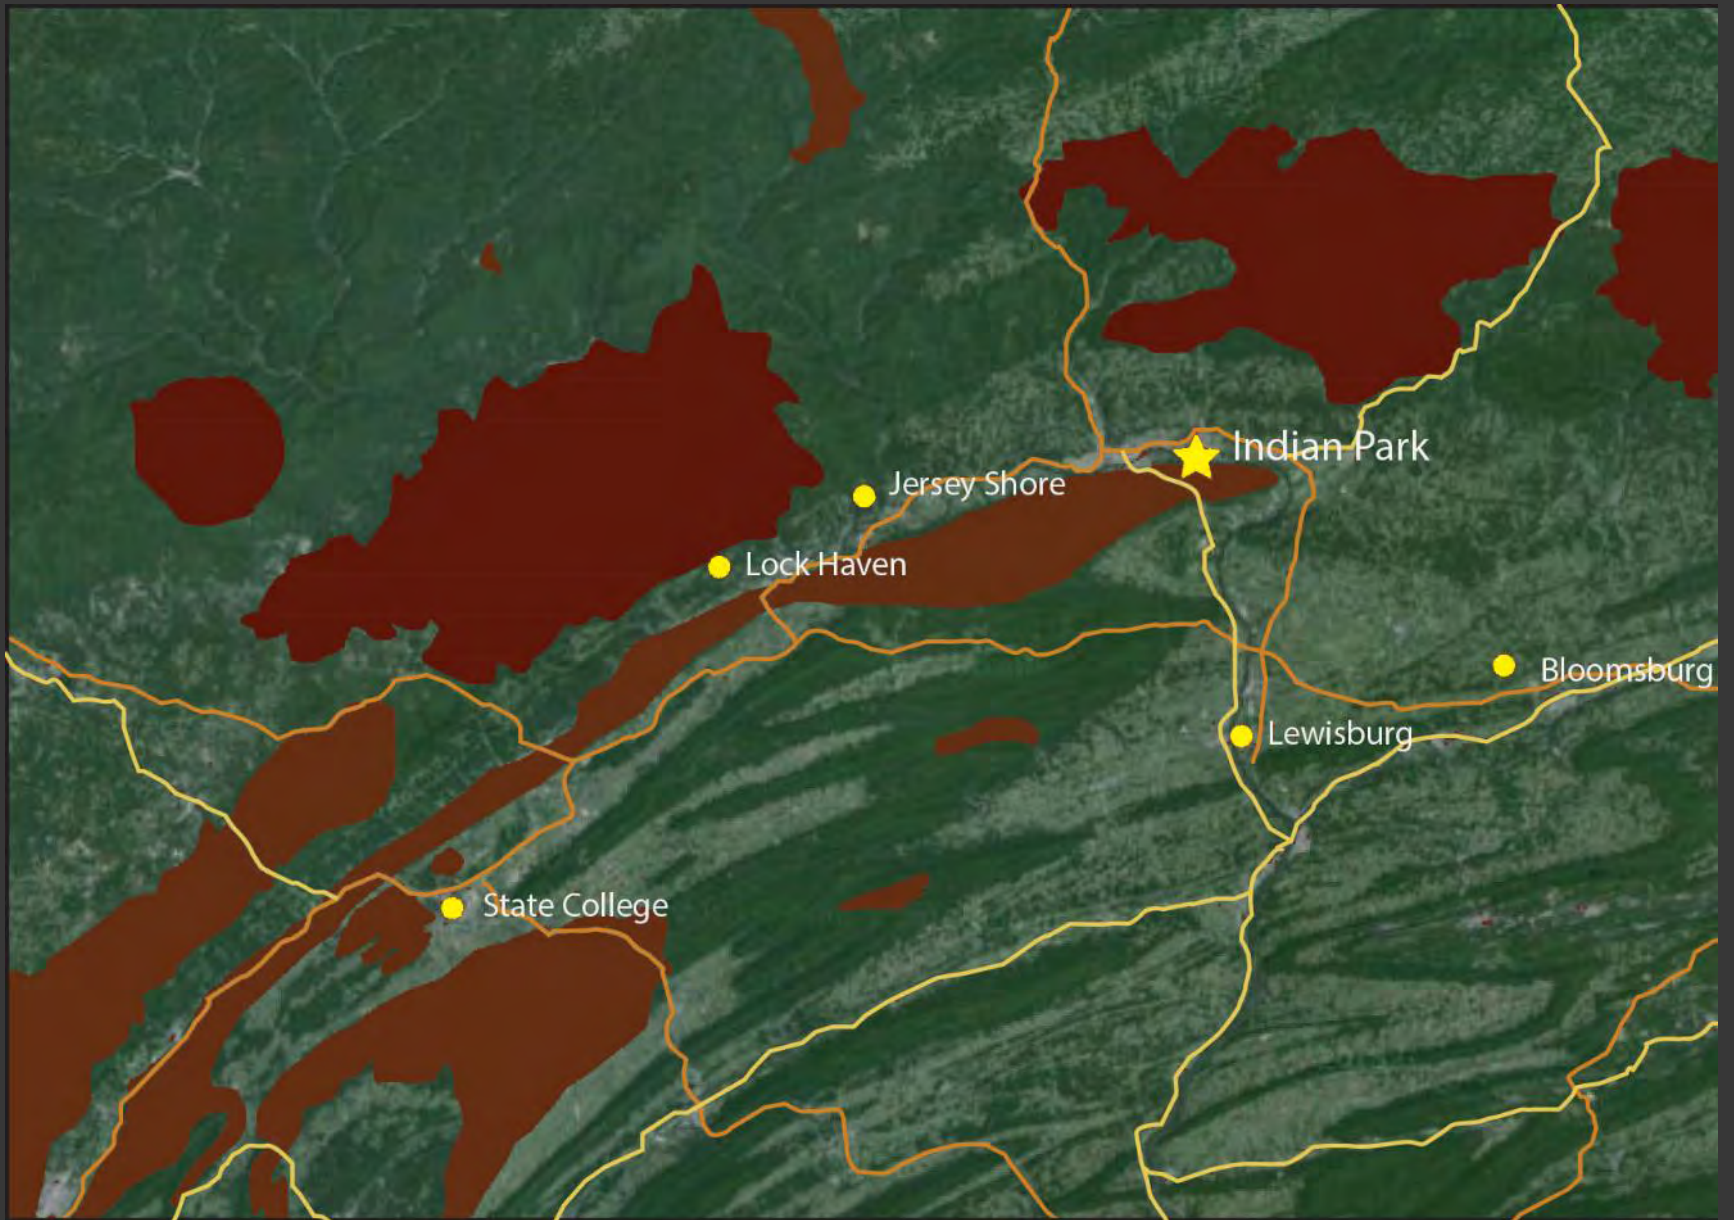 Indian Park
Jersey Shore
Lock Haven
Bloomsburg
Lewisburg
State College